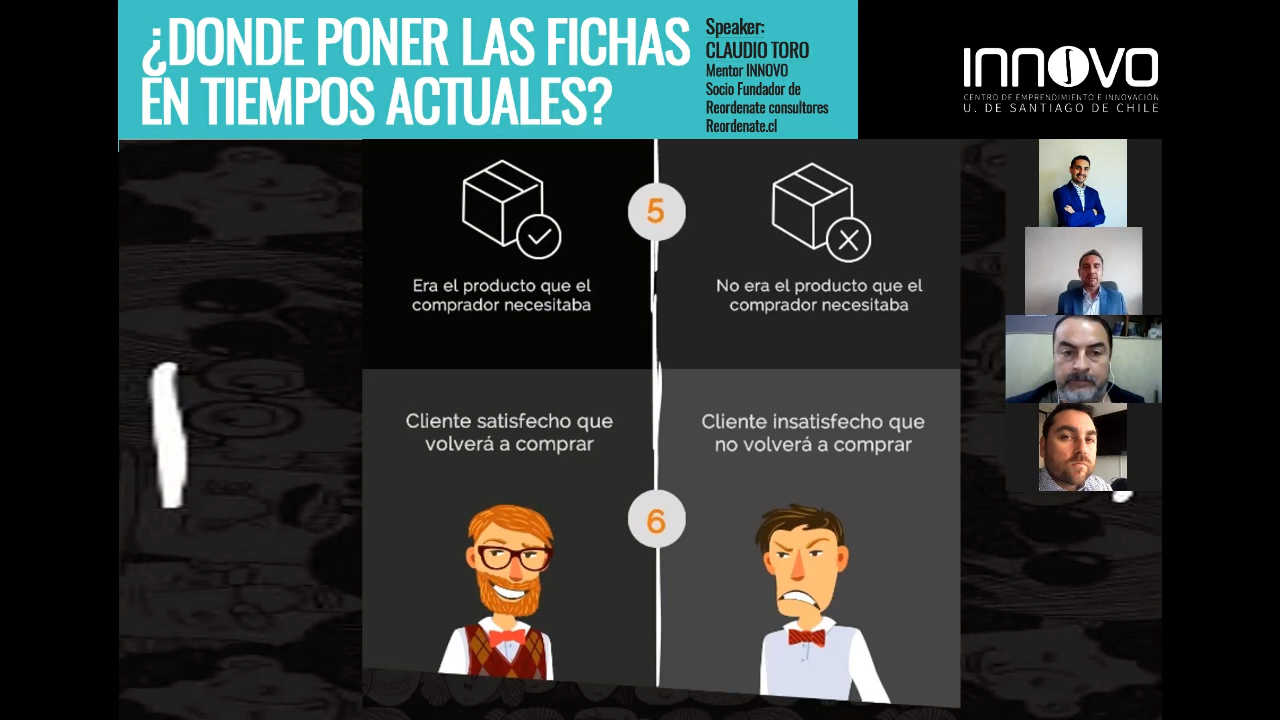 ¿DONDE PONER LAS FICHAS
EN TIEMPOS ACTUALES?
Speaker:
CLAUDIO TORO
Mentor INNOVO
Socio Fundador de
Reordenate consultores
Reordenate.cl
INNOVO
CENTRO DE EMPRENDIMIENTO E INNOVACIÓN
U. DE SANTIAGO DE CHILE
5
Era el producto que el
comprador necesitaba
No era el producto que el
comprador necesitaba
Cliente satisfecho que
volverá a comprar
Cliente insatisfecho que
no volverá a comprar
6